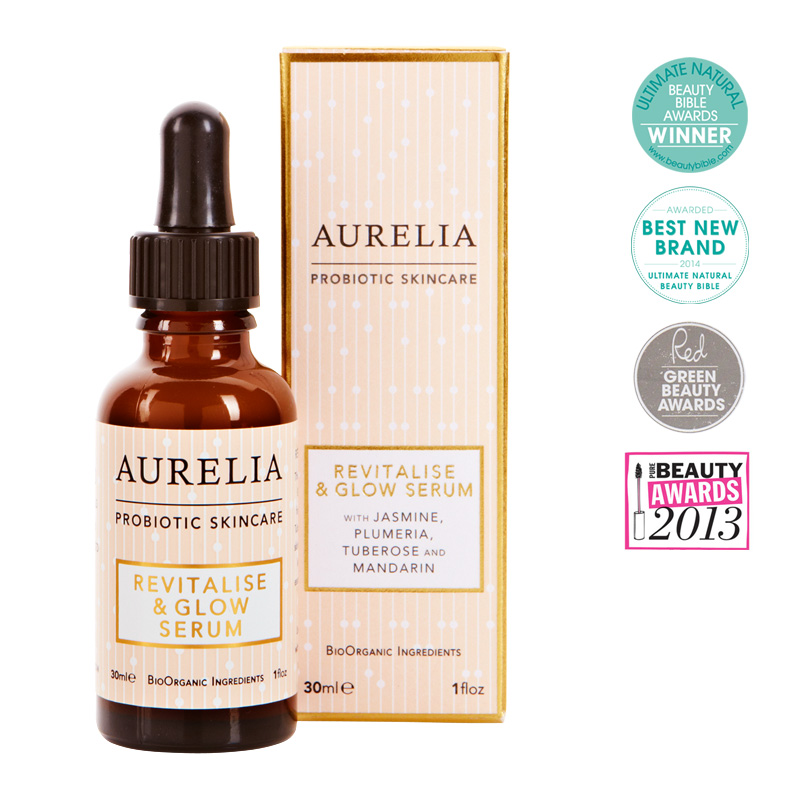 AURELIA
PROBIOTIC SKINCARE
REVITALISE
& GLOW
SERUM
30ml℮ BIOORGANIC INGREDIENTS 1floz
AURELIA
PROBIOTIC SKINCARE
REVITALISE
& GLOW SERUM
WITH JASMINE,
PLUMERIA,
TUBEROSE AND
MANDARIN
BIOORGANIC INGREDIENTS
30ml℮ 1floz
ULTIMATE NATURAL
BEAUTY
BIBLE
AWARDS
WINNER
www.beautybible.com
AWARDED
BEST NEW
BRAND
2014
ULTIMATE NATURAL
BEAUTY BIBLE
Red
GREEN
BEAUTY
AWARDS
PURE
BEAUTY
AWARDS
2013